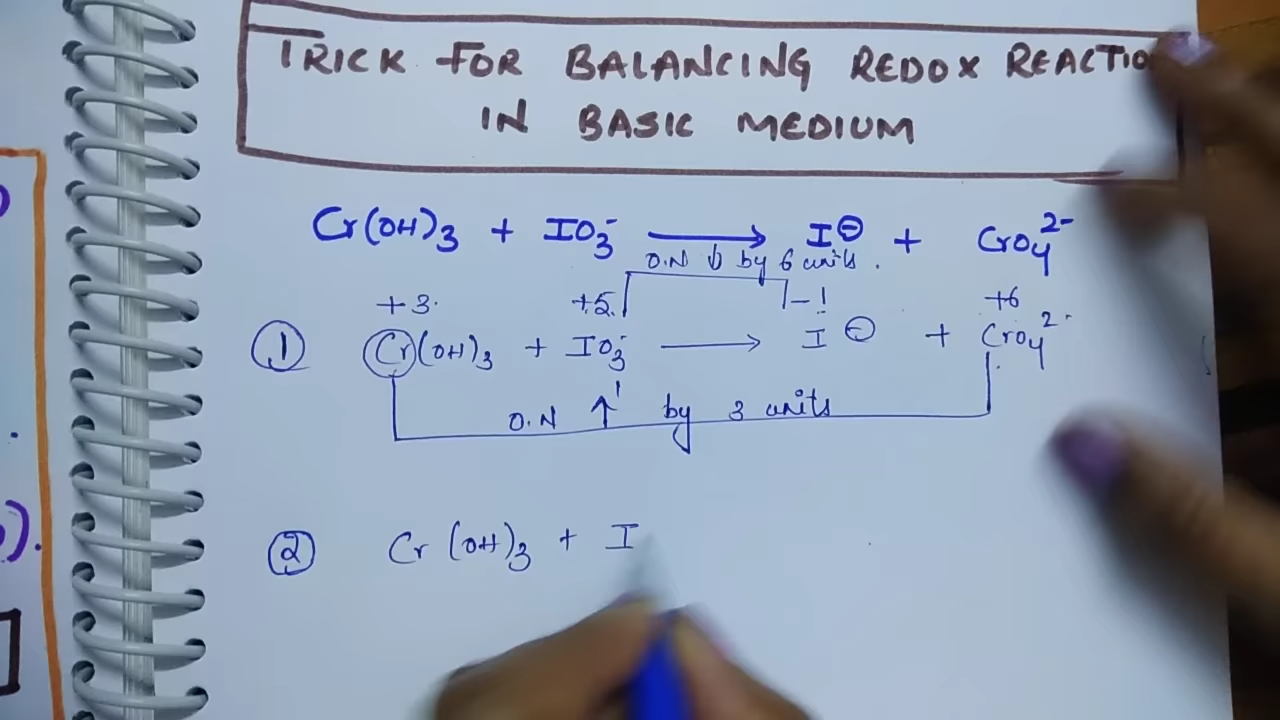 TRICK FOR BALANCING REDOX REACTIO
IN BASIC MEDIUM
Cr(OH)3 + IO3⁻ ⟶ I⊖ + CrO4²⁻
O.N ↓ by 6 units.
+3. +5. -1 +6
① Cr(OH)3 + IO3⁻ ⟶ I⊖ + CrO4²⁻
O.N ↑ by 3 units
② Cr(OH)3 + I
).